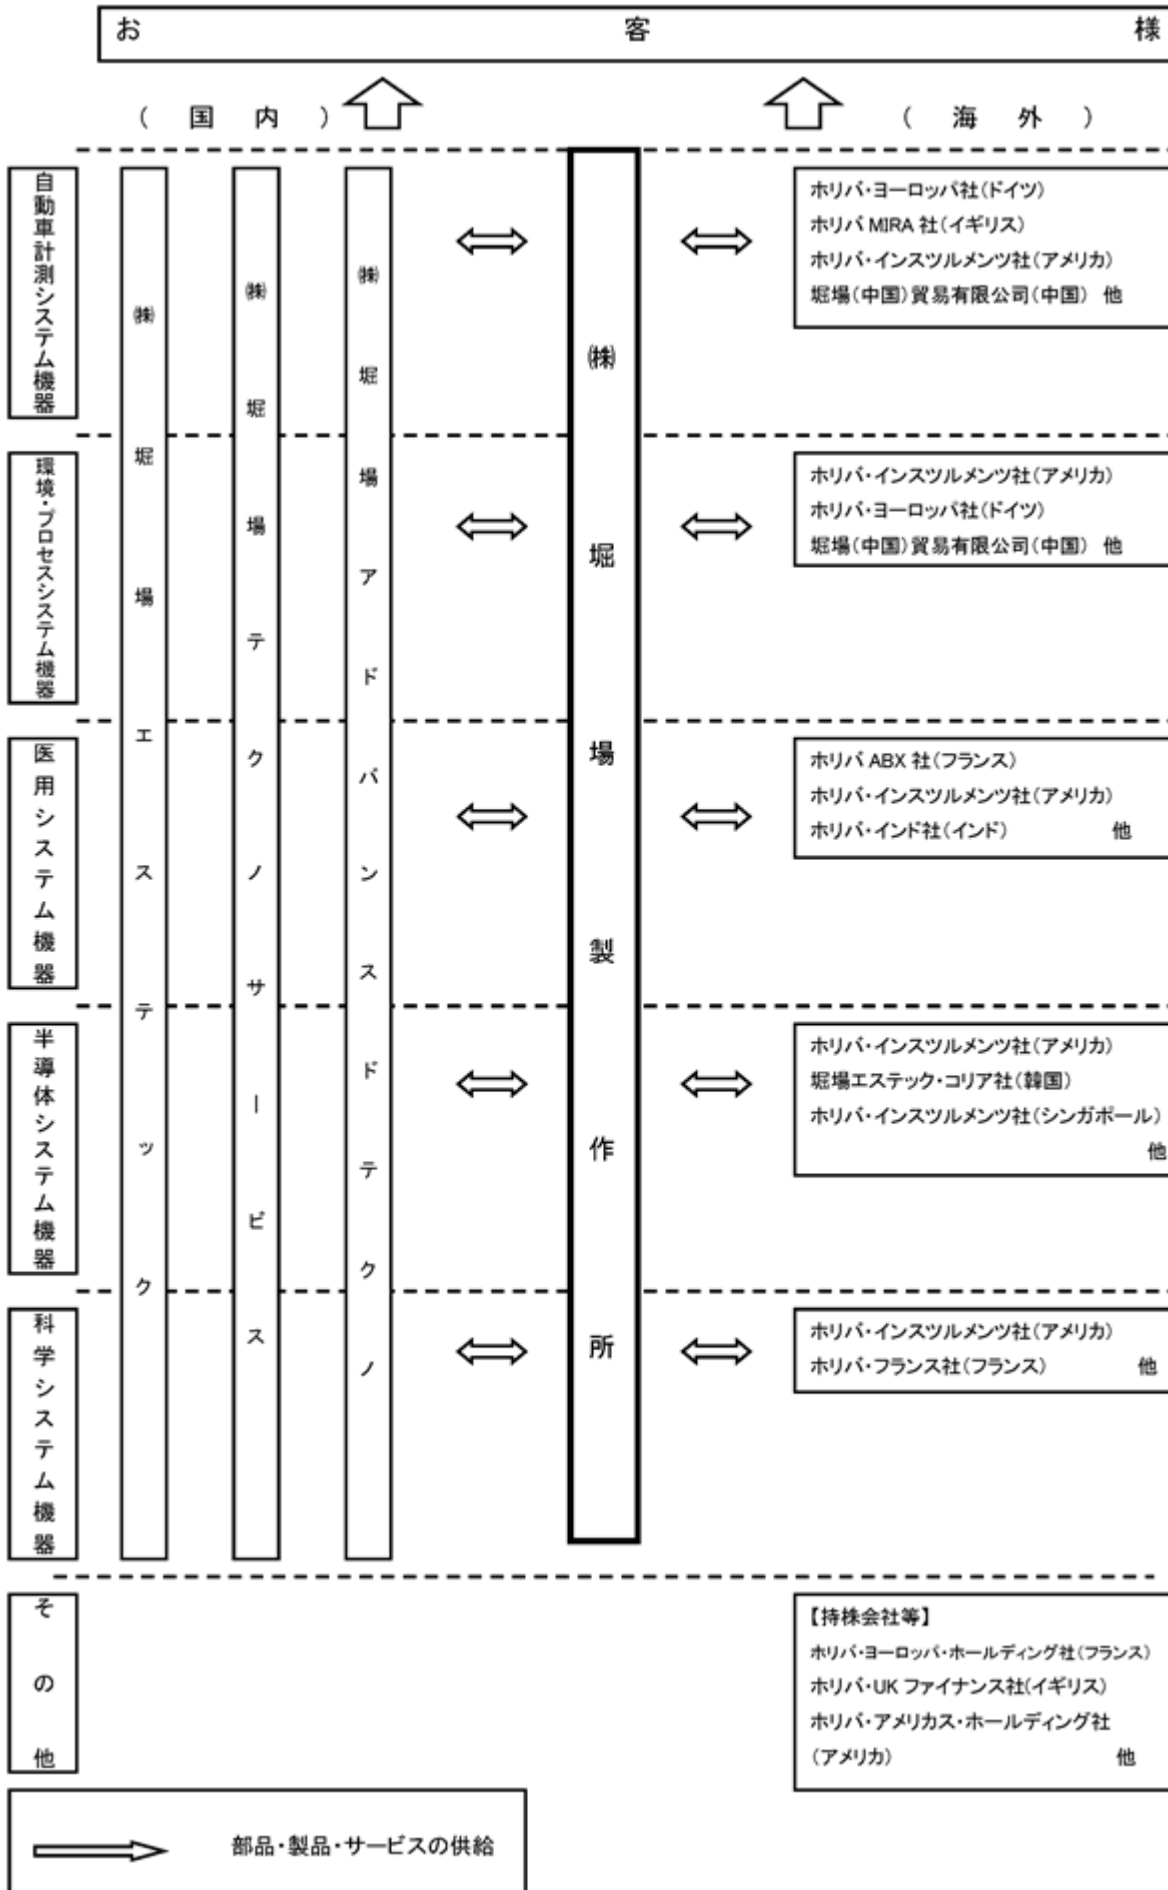 お客様
(国内)
(海外)
自動車計測システム機器
㈱堀場エステック
㈱堀場テクノサービス
㈱堀場アドバンスドテクノ
㈱堀場製作所
ホリバ・ヨーロッパ社(ドイツ)
ホリバ MIRA 社(イギリス)
ホリバ・インスツルメンツ社(アメリカ)
堀場(中国)貿易有限公司(中国) 他
環境・プロセスシステム機器
ホリバ・インスツルメンツ社(アメリカ)
ホリバ・ヨーロッパ社(ドイツ)
堀場(中国)貿易有限公司(中国) 他
医用システム機器
ホリバ ABX 社(フランス)
ホリバ・インスツルメンツ社(アメリカ)
ホリバ・インド社(インド) 他
半導体システム機器
ホリバ・インスツルメンツ社(アメリカ)
堀場エステック・コリア社(韓国)
ホリバ・インスツルメンツ社(シンガポール)
他
科学システム機器
ホリバ・インスツルメンツ社(アメリカ)
ホリバ・フランス社(フランス) 他
その他
【持株会社等】
ホリバ・ヨーロッパ・ホールディング社(フランス)
ホリバ・UK ファイナンス社(イギリス)
ホリバ・アメリカス・ホールディング社
(アメリカ) 他
部品・製品・サービスの供給